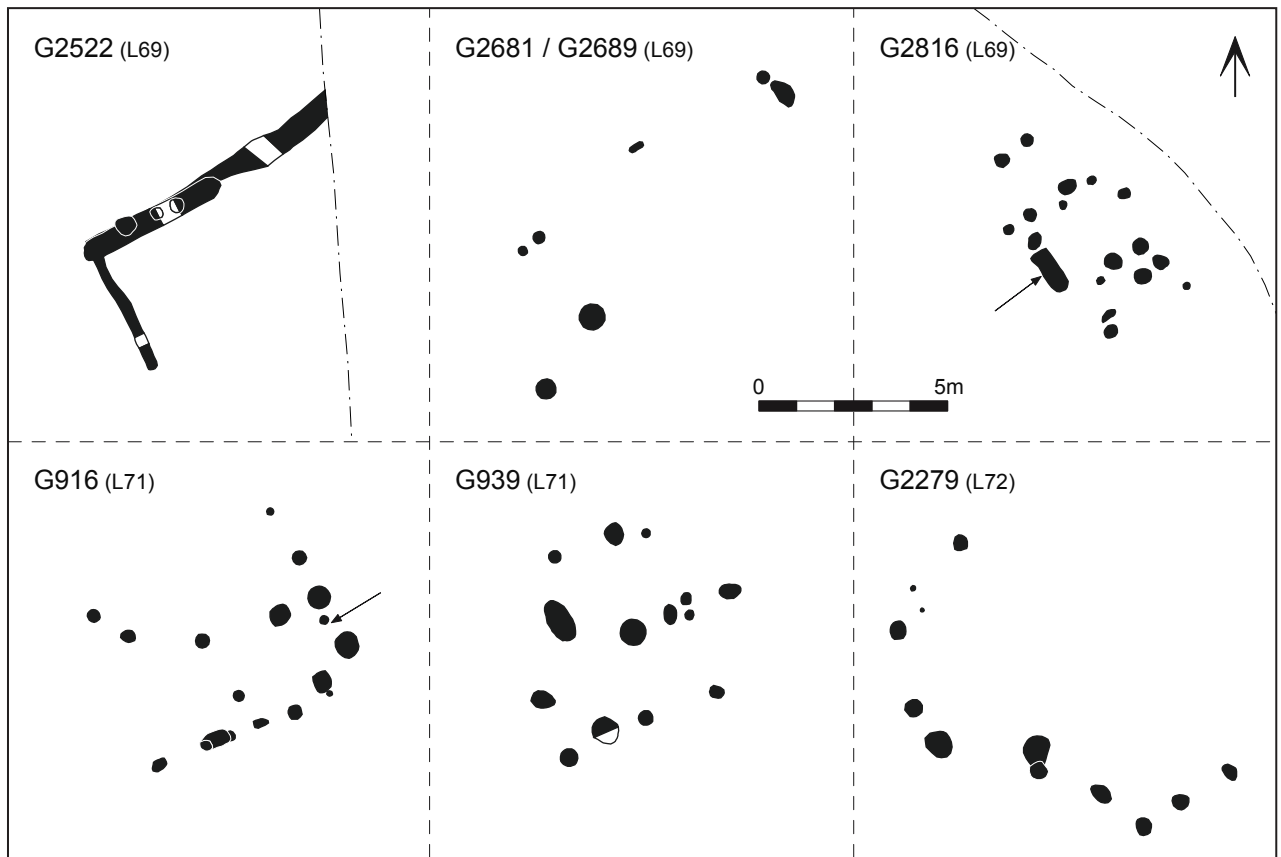 G2522 (L69)
G2681 / G2689 (L69)
G2816 (L69)
0 5m
G916 (L71)
G939 (L71)
G2279 (L72)